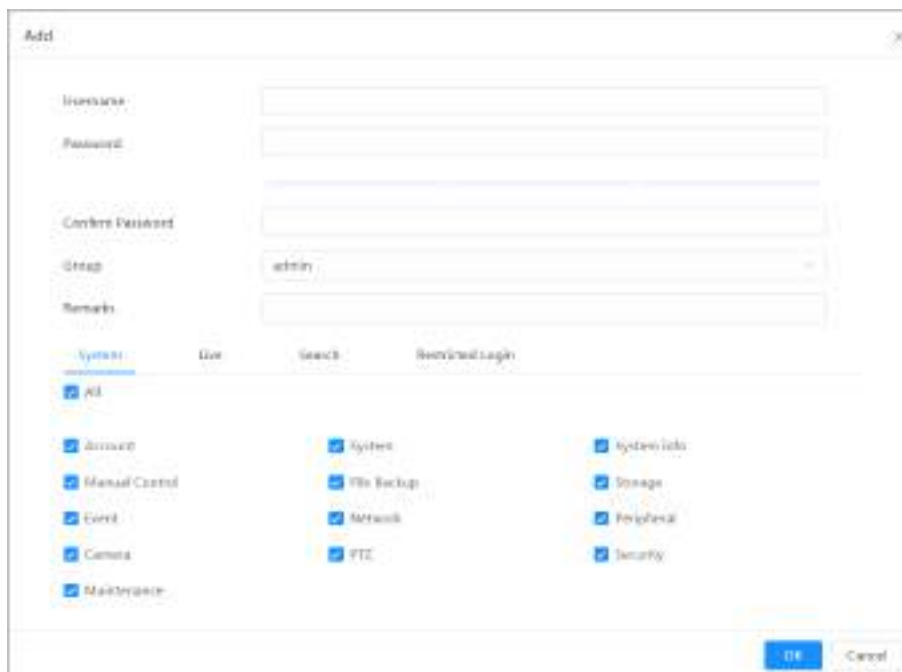 Add
Username
Password
Confirm Password
Group admin
Remarks
System Live Search Restricted Login
All
Account System System Info
Manual Control File Backup Storage
Event Network Peripheral
Camera PTZ Security
Maintenance
OK Cancel